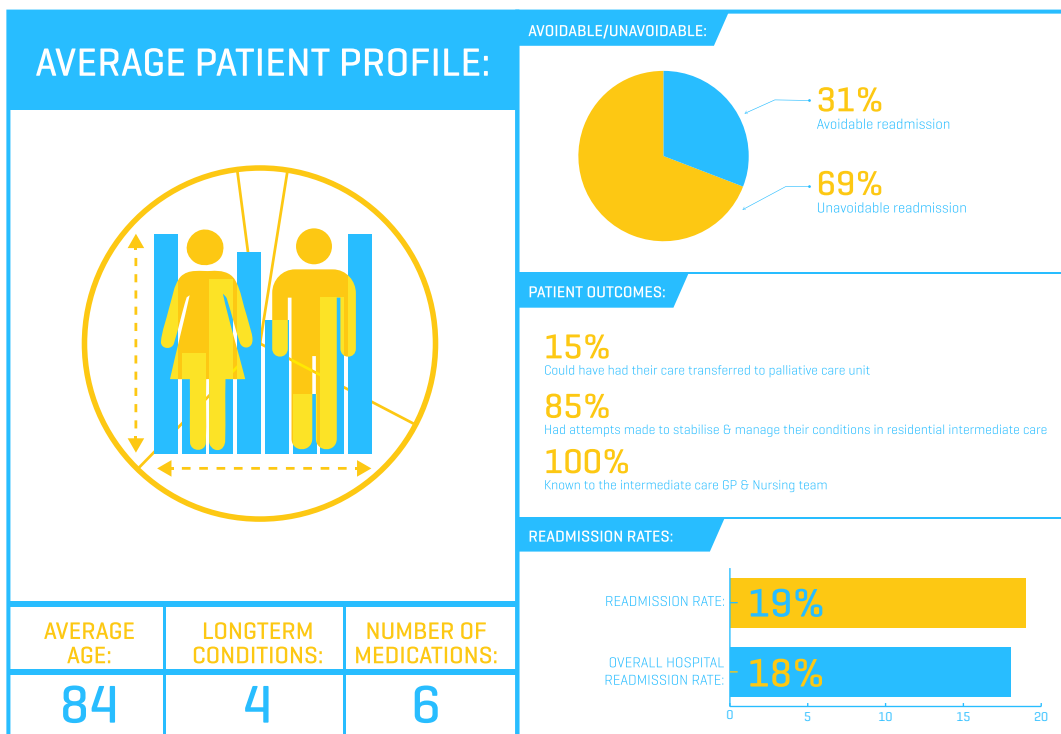 AVERAGE PATIENT PROFILE:
AVERAGE
AGE:
84
LONGTERM
CONDITIONS:
4
NUMBER OF
MEDICATIONS:
6
AVOIDABLE/UNAVOIDABLE:
31%
Avoidable readmission
69%
Unavoidable readmission
PATIENT OUTCOMES:
15%
Could have had their care transferred to palliative care unit
85%
Had attempts made to stabilise & manage their conditions in residential intermediate care
100%
Known to the intermediate care GP & Nursing team
READMISSION RATES:
READMISSION RATE:
19%
OVERALL HOSPITAL
READMISSION RATE:
18%
0 5 10 15 20